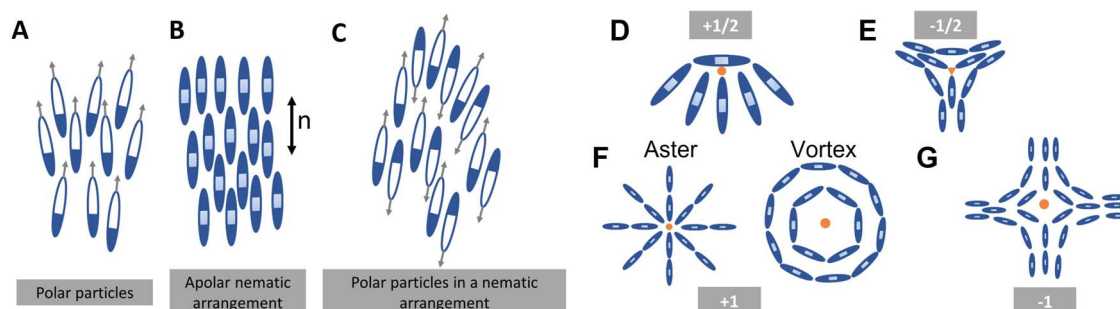 A
B
C
n
Polar particles
Apolar nematic
arrangement
Polar particles in a nematic
arrangement
D
+1/2
E
-1/2
F
Aster
Vortex
+1
G
-1